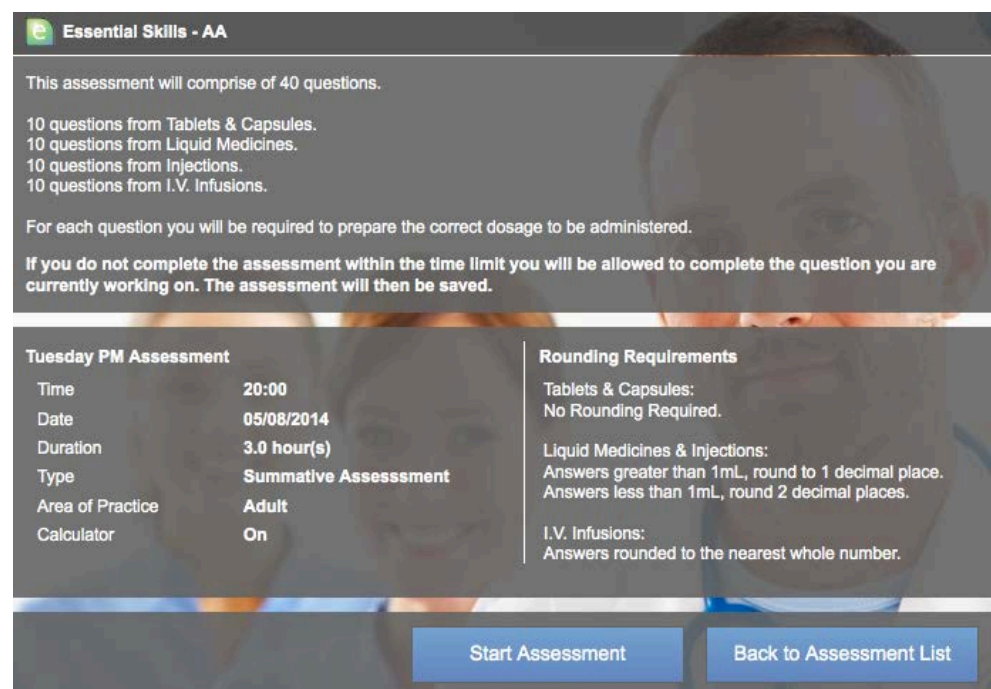 e
Essential Skills - AA
This assessment will comprise of 40 questions.
10 questions from Tablets & Capsules.
10 questions from Liquid Medicines.
10 questions from Injections.
10 questions from I.V. Infusions.
For each question you will be required to prepare the correct dosage to be administered.
If you do not complete the assessment within the time limit you will be allowed to complete the question you are
currently working on. The assessment will then be saved.
Tuesday PM Assessment
Time 20:00
Date 05/08/2014
Duration 3.0 hour(s)
Type Summative Assesssment
Area of Practice Adult
Calculator On
Rounding Requirements
Tablets & Capsules:
No Rounding Required.
Liquid Medicines & Injections:
Answers greater than 1mL, round to 1 decimal place.
Answers less than 1mL, round 2 decimal places.
I.V. Infusions:
Answers rounded to the nearest whole number.
Start Assessment
Back to Assessment List